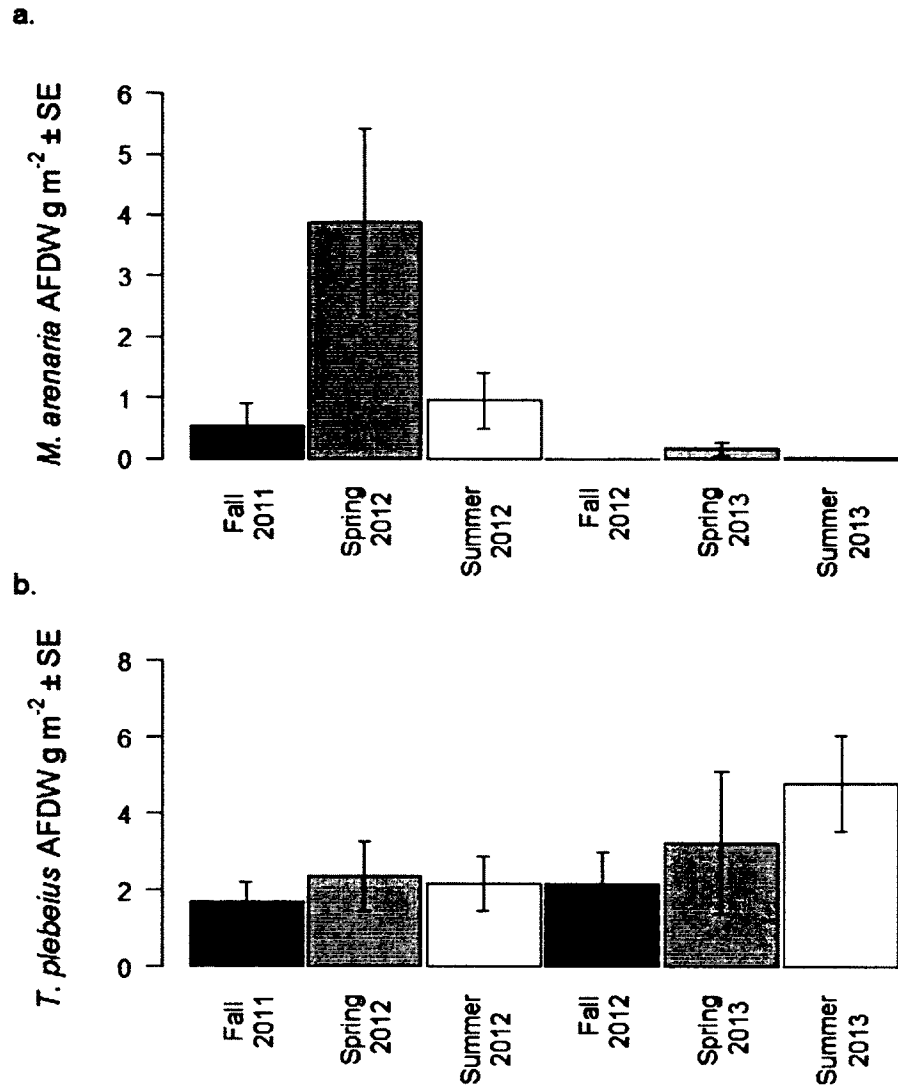 a.
M. arenaria AFDW g m⁻² ± SE
6
5
4
3
2
1
0
Fall 2011
Spring 2012
Summer 2012
Fall 2012
Spring 2013
Summer 2013
b.
T. plebeius AFDW g m⁻² ± SE
8
6
4
2
0
Fall 2011
Spring 2012
Summer 2012
Fall 2012
Spring 2013
Summer 2013